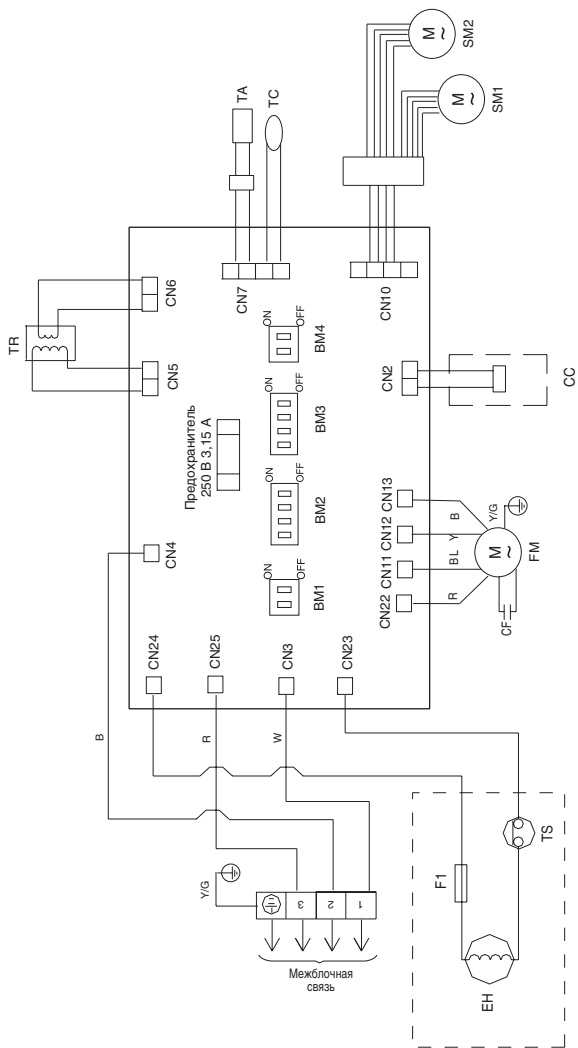 TR
CN5
CN6
Предохранитель
250 В 3,15 А
CN4
CN24
CN25
CN3
CN23
B
R
W
Y/G
3
2
1
Межблочная
связь
ON
OFF
BM1
ON
OFF
BM2
ON
OFF
BM3
ON
OFF
BM4
CN7
TA
TC
CN10
M
~
SM2
M
~
SM1
CN22
CN11
CN12
CN13
CN2
R
BL
Y
B
Y/G
M
~
FM
CF
CC
F1
TS
EH